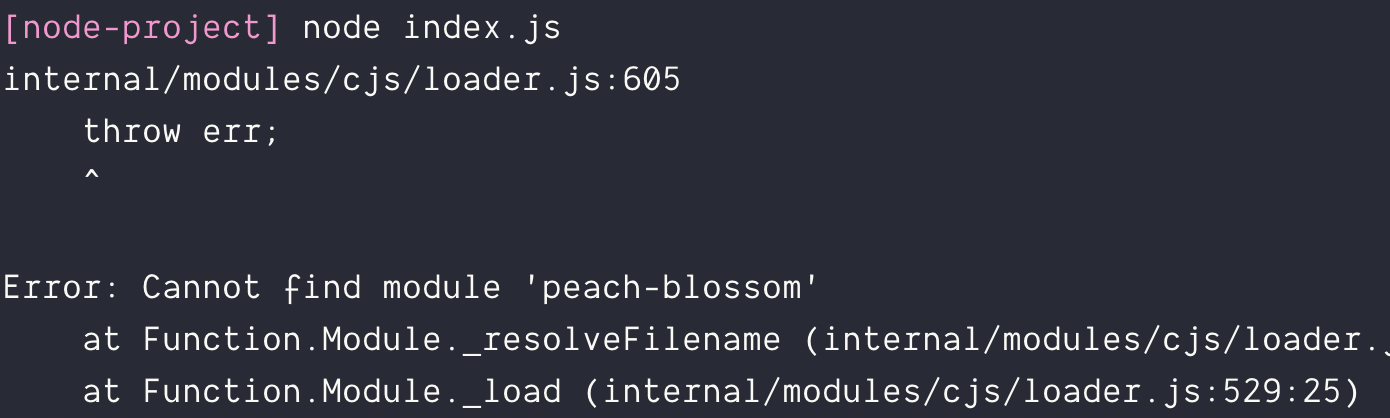 [node-project] node index.js
internal/modules/cjs/loader.js:605
    throw err;
    ^
Error: Cannot find module 'peach-blossom'
    at Function.Module._resolveFilename (internal/modules/cjs/loader.
    at Function.Module._load (internal/modules/cjs/loader.js:529:25)